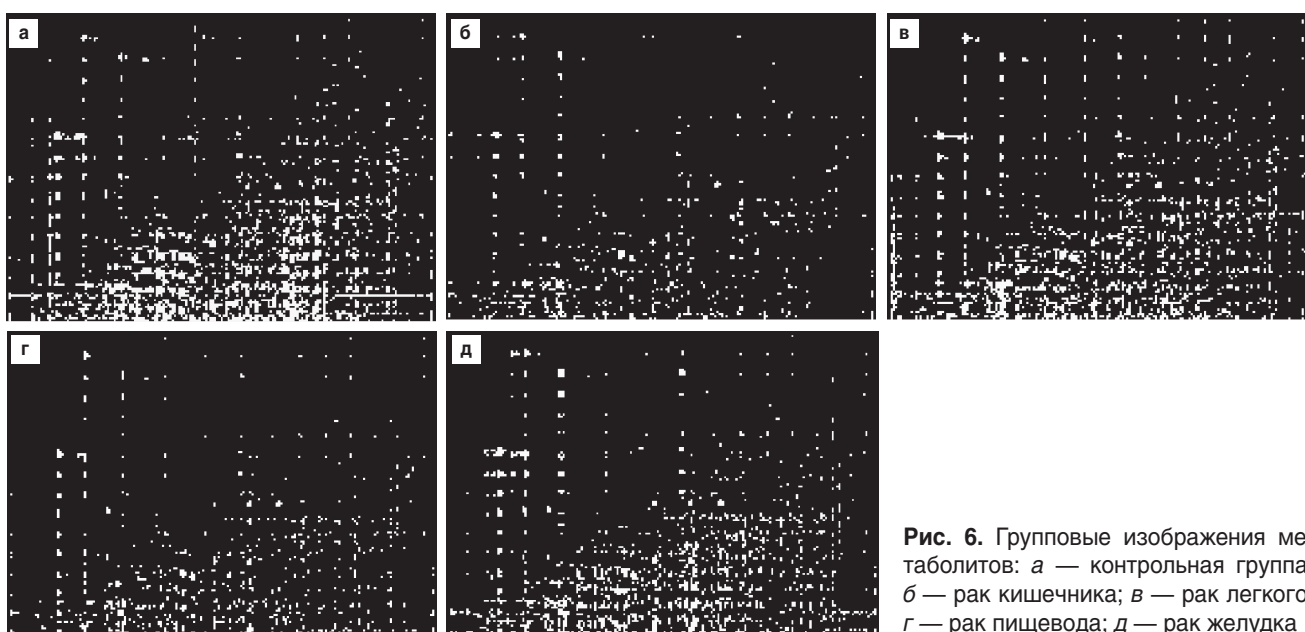 а
б
в
г
д
Рис. 6. Групповые изображения ме-
таболитов: а — контрольная группа
б — рак кишечника; в — рак легкого
г — рак пищевода; д — рак желудка